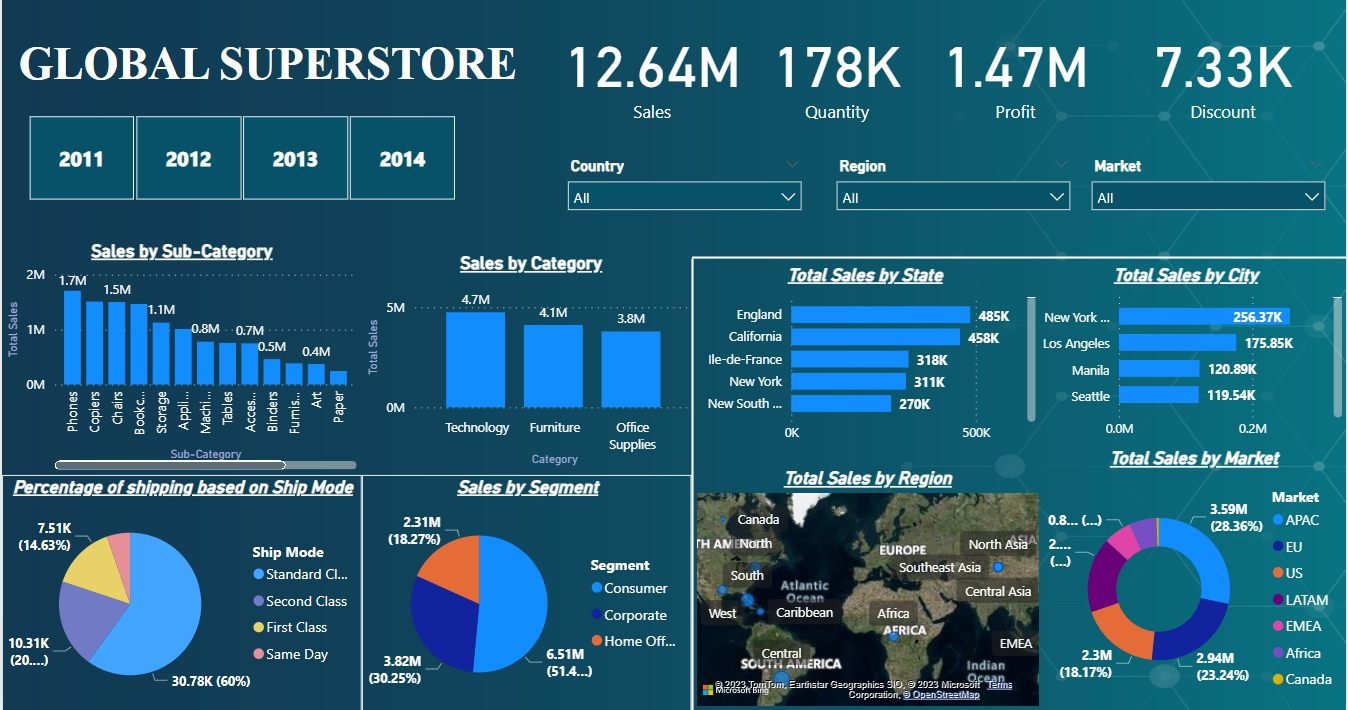 GLOBAL SUPERSTORE
12.64M
Sales
178K
Quantity
1.47M
Profit
7.33K
Discount
2011
2012
2013
2014
Country
All
Region
All
Market
All
Sales by Sub-Category
Total Sales
2M
1M
0M
1.7M
1.5M
1.1M
0.8M
0.7M
0.5M
0.4M
Phones
Copiers
Chairs
Bookc...
Storage
Appli...
Machi...
Tables
Acces...
Binders
Furnis...
Art
Paper
Sub-Category
Sales by Category
Total Sales
5M
0M
4.7M
4.1M
3.8M
Technology
Furniture
Office
Supplies
Category
Total Sales by State
England
485K
California
458K
Ile-de-France
318K
New York
311K
New South ...
270K
0K
500K
Total Sales by City
New York ...
256.37K
Los Angeles
175.85K
Manila
120.89K
Seattle
119.54K
0.0M
0.2M
Percentage of shipping based on Ship Mode
7.51K
(14.63%)
10.31K
(20....)
30.78K (60%)
Ship Mode
Standard Cl...
Second Class
First Class
Same Day
Sales by Segment
2.31M
(18.27%)
3.82M
(30.25%)
6.51M
(51.4...)
Segment
Consumer
Corporate
Home Off...
Total Sales by Region
Canada
North
EUROPE
North Asia
Southeast Asia
South
Atlantic
Ocean
Central Asia
West
Caribbean
Africa
AFRICA
EMEA
Central
SOUTH AMERICA
Indian
Ocean
Microsoft Bing
© 2023 TomTom, Earthstar Geographics SIO, © 2023 Microsoft
Corporation, © OpenStreetMap
Terms
Total Sales by Market
0.8... (...)
2....
(...)
2.3M
(18.17%)
3.59M
(28.36%)
2.94M
(23.24%)
Market
APAC
EU
US
LATAM
EMEA
Africa
Canada